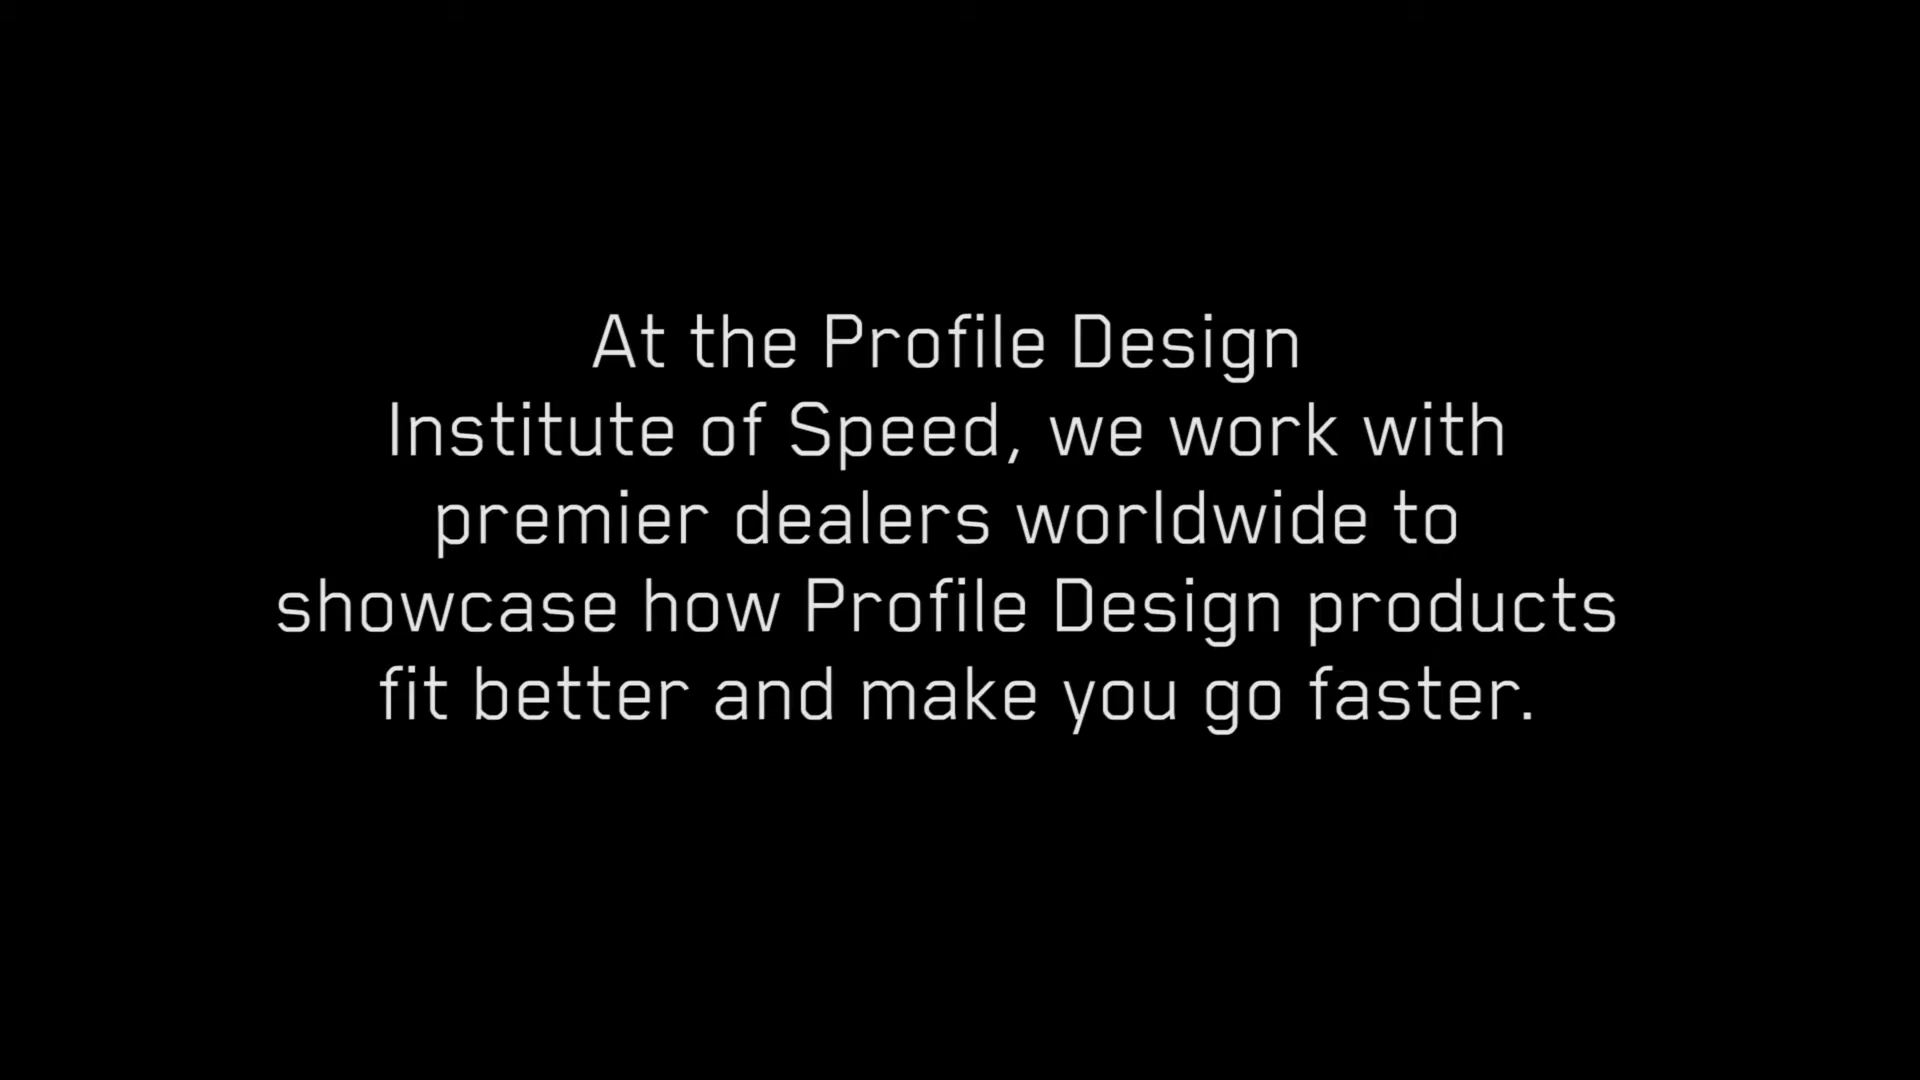 At the Profile Design
Institute of Speed, we work with
premier dealers worldwide to
showcase how Profile Design products
fit better and make you go faster.